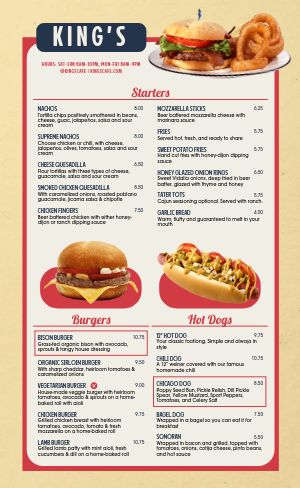 KING'S
HOURS: SAT-SUN 8AM-10PM, MON-FRI 8AM-9PM
@KINGSCAFE | KINGSCAFE.COM
Starters
NACHOS 8.00
Tortilla chips positively smothered in beans,
cheese, guac, jalapeños, salsa and sour
cream
SUPREME NACHOS 8.00
Choose chicken or chili, with cheese,
jalapeños, olives, tomatoes, salsa and sour
cream
CHEESE QUESADILLA 6.50
Flour tortillas with three types of cheese,
guacamole, salsa and sour cream
SMOKED CHICKEN QUESADILLA 8.50
With caramelized onions, roasted poblano
guacamole, jicama salsa & chipotle
CHICKEN FINGERS 7.50
Beer battered chicken with either honey-
dijon or ranch dipping sauce
MOZZARELLA STICKS 6.25
Beer battered mozzarella cheese with
marinara sauce
FRIES 5.75
Served hot, fresh, and ready to share
SWEET POTATO FRIES 5.75
Hand cut fries with honey-dijon dipping
sauce
HONEY GLAZED ONION RINGS 6.50
Sweet Vidalia onions, deep fried in beer
batter, glazed with thyme and honey
TATER TOTS 5.75
Cajun seasoning optional. Served with ranch.
GARLIC BREAD 6.00
Warm, fluffy and guaranteed to melt in your
mouth
Burgers
BISON BURGER 10.75
Grass-fed organic bison with avocado,
sprouts & tangy house dressing
ORGANIC SIRLOIN BURGER 9.50
With sharp cheddar, heirloom tomatoes &
caramelized onions
VEGETARIAN BURGER V 9.00
House-made veggie burger with heirloom
tomatoes, avocado & sprouts on a home-
baked roll with aioli
CHICKEN BURGER 9.75
Grilled chicken breast with heirloom
tomatoes, avocado, tomato & fresh
mozzarella on a home-baked roll
LAMB BURGER 10.75
Grilled lamb patty with mint aioli, fresh
cucumbers & dill on a home-baked roll
Hot Dogs
12" HOT DOG 9.75
Your classic footlong. Simple and always in
style
CHILI DOG 10.75
A 12" wiener covered with our famous
homemade chili
CHICAGO DOG 8.50
Poppy Seed Bun, Pickle Relish, Dill Pickle
Spear, Yellow Mustard, Sport Peppers,
Tomatoes, and Celery Salt
BAGEL DOG 7.50
Wrapped in a bagel so you can eat it for
breakfast
SONORAN 5.50
Wrapped in bacon and grilled, topped with
tomatoes, onions, cotija cheese, pinto beans,
and hot sauce